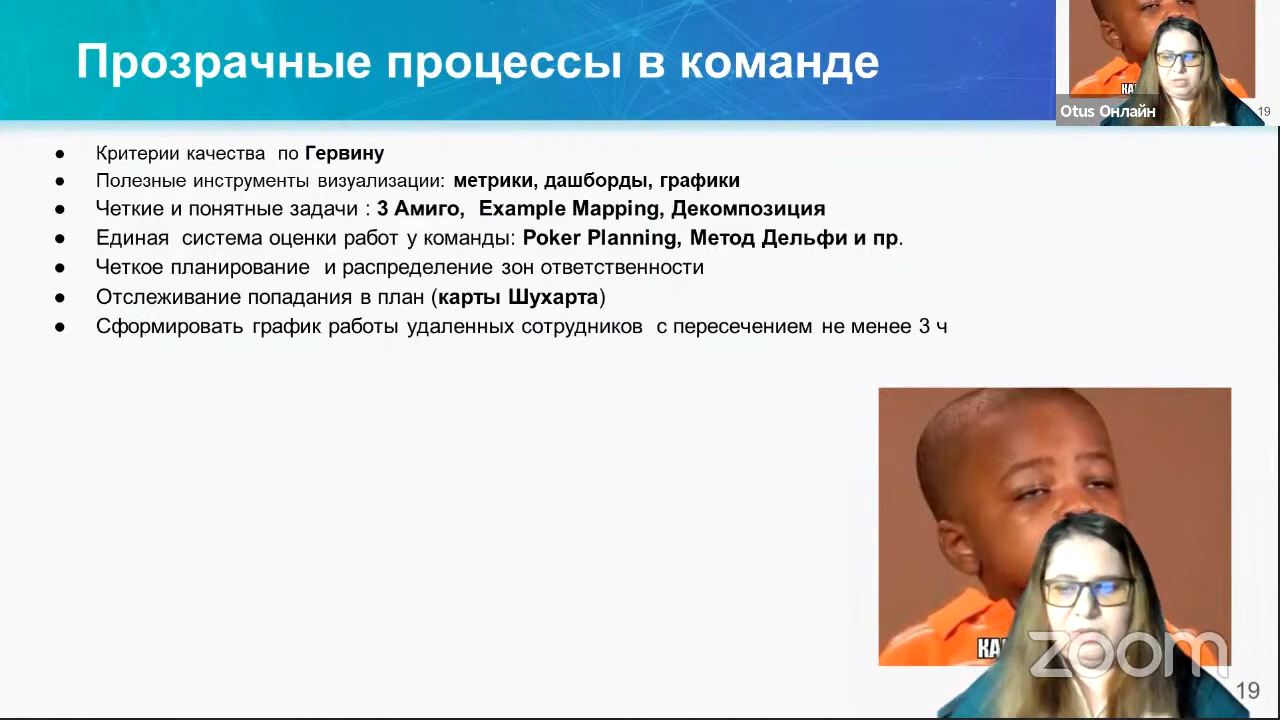 Прозрачные процессы в команде
КА
Otus Онлайн
19
● Критерии качества по Гервину
● Полезные инструменты визуализации: метрики, дашборды, графики
● Четкие и понятные задачи : 3 Амиго, Example Mapping, Декомпозиция
● Единая система оценки работ у команды: Poker Planning, Метод Дельфи и пр.
● Четкое планирование и распределение зон ответственности
● Отслеживание попадания в план (карты Шухарта)
● Сформировать график работы удаленных сотрудников с пересечением не менее 3 ч
КА
zoom
19